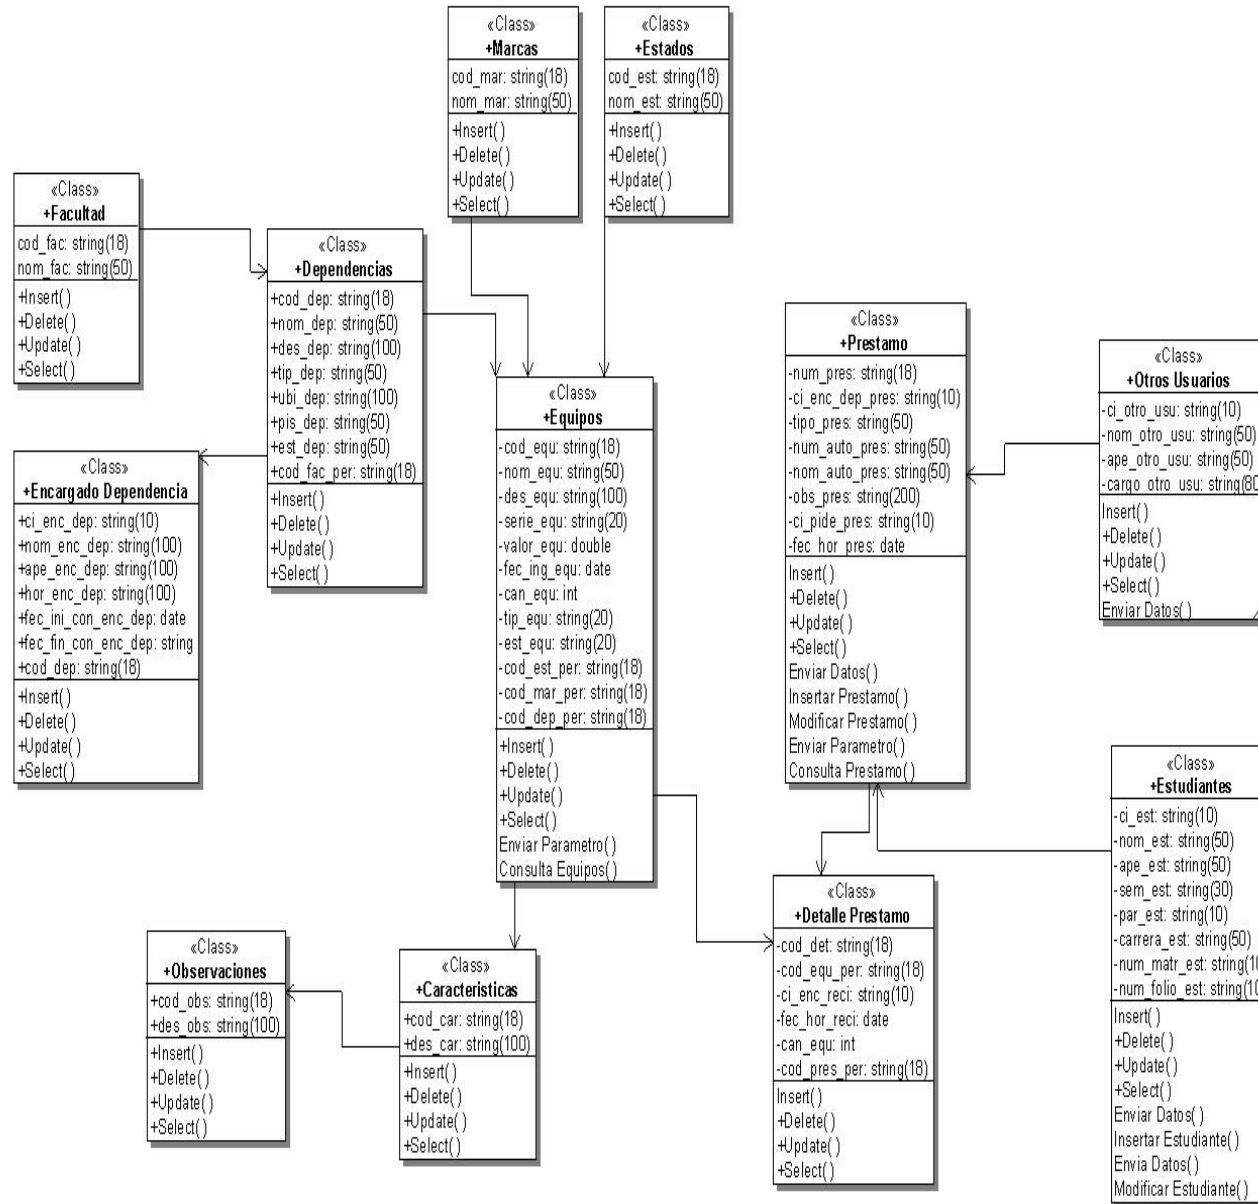 «Class»
+Marcas
cod_mar: string(18)
nom_mar: string(50)
+Insert()
+Delete()
+Update()
+Select()
«Class»
+Estados
cod_est: string(18)
nom_est: string(50)
+Insert()
+Delete()
+Update()
+Select()
«Class»
+Facultad
cod_fac: string(18)
nom_fac: string(50)
+Insert()
+Delete()
+Update()
+Select()
«Class»
+Dependencias
+cod_dep: string(18)
+nom_dep: string(50)
+des_dep: string(100)
+tip_dep: string(50)
+ubi_dep: string(100)
+pis_dep: string(50)
+est_dep: string(50)
+cod_fac_per: string(18)
+Insert()
+Delete()
+Update()
+Select()
«Class»
+Encargado Dependencia
+ci_enc_dep: string(10)
+nom_enc_dep: string(100)
+ape_enc_dep: string(100)
+hor_enc_dep: string(100)
+fec_ini_con_enc_dep: date
+fec_fin_con_enc_dep: string
+cod_dep: string(18)
+Insert()
+Delete()
+Update()
+Select()
«Class»
+Equipos
-cod_equ: string(18)
-nom_equ: string(50)
-des_equ: string(100)
-serie_equ: string(20)
-valor_equ: double
-fec_ing_equ: date
-can_equ: int
-tip_equ: string(20)
-est_equ: string(20)
-cod_est_per: string(18)
-cod_mar_per: string(18)
-cod_dep_per: string(18)
+Insert()
+Delete()
+Update()
+Select()
Enviar Parametro()
Consulta Equipos()
«Class»
+Prestamo
-num_pres: string(18)
-ci_enc_dep_pres: string(10)
-tipo_pres: string(50)
-num_auto_pres: string(50)
-nom_auto_pres: string(50)
-obs_pres: string(200)
-ci_pide_pres: string(10)
-fec_hor_pres: date
Insert()
+Delete()
+Update()
+Select()
Enviar Datos()
Insertar Prestamo()
Modificar Prestamo()
Enviar Parametro()
Consulta Prestamo()
«Class»
+Otros Usuarios
-ci_otro_usu: string(10)
-nom_otro_usu: string(50)
-ape_otro_usu: string(50)
-cargo_otro_usu: string(80
Insert()
+Delete()
+Update()
+Select()
Enviar Datos()
«Class»
+Estudiantes
-ci_est: string(10)
-nom_est: string(50)
-ape_est: string(50)
-sem_est: string(30)
-par_est: string(10)
-carrera_est: string(50)
-num_matr_est: string(10
-num_folio_est: string(10
Insert()
+Delete()
+Update()
+Select()
Enviar Datos()
Insertar Estudiante()
Envia Datos()
Modificar Estudiante()
«Class»
+Detalle Prestamo
-cod_det: string(18)
-cod_equ_per: string(18)
-ci_enc_reci: string(10)
-fec_hor_reci: date
-can_equ: int
-cod_pres_per: string(18)
Insert()
+Delete()
+Update()
+Select()
«Class»
+Observaciones
+cod_obs: string(18)
+des_obs: string(100)
+Insert()
+Delete()
+Update()
+Select()
«Class»
+Caracteristicas
+cod_car: string(18)
+des_car: string(100)
+Insert()
+Delete()
+Update()
+Select()